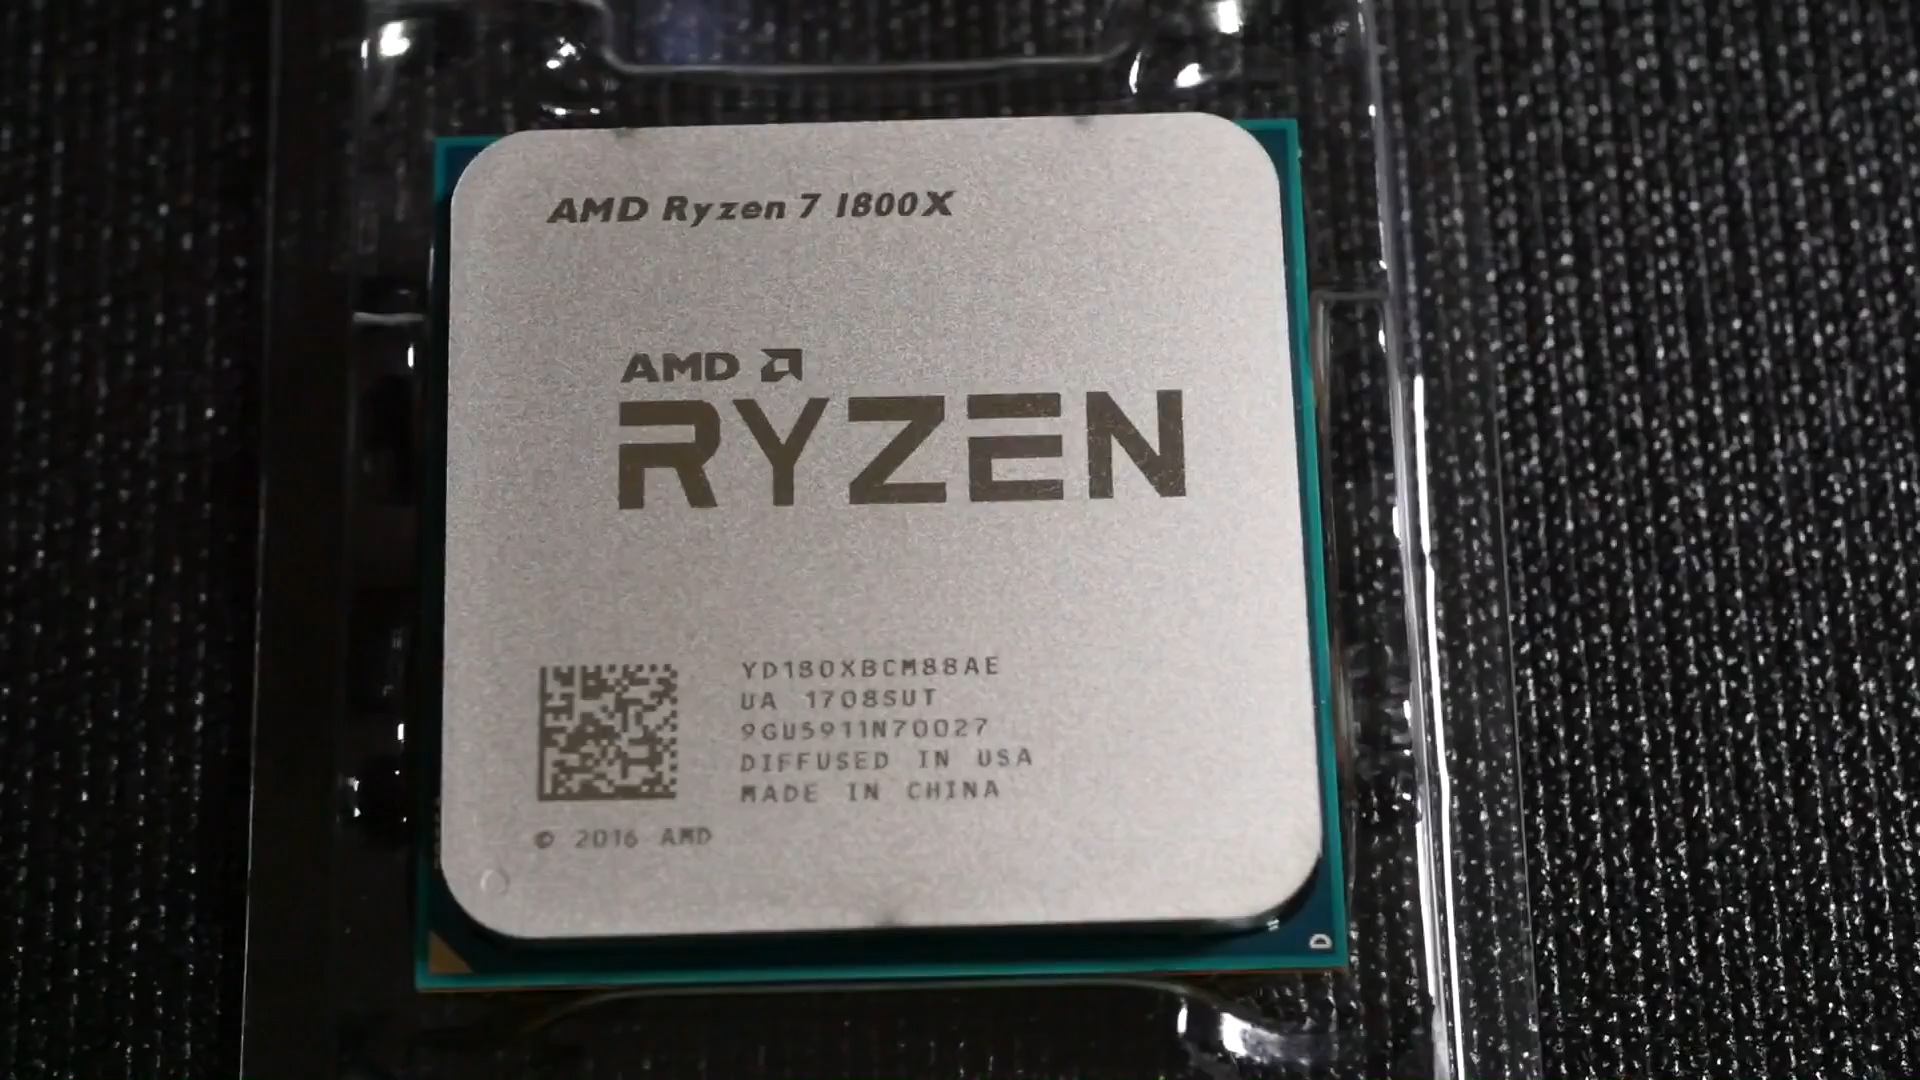 AMD Ryzen 7 1800X
AMD
RYZEN
YD180XBCM88AE
UA 1708SUT
9GU5911N70027
DIFFUSED IN USA
MADE IN CHINA
© 2016 AMD
D